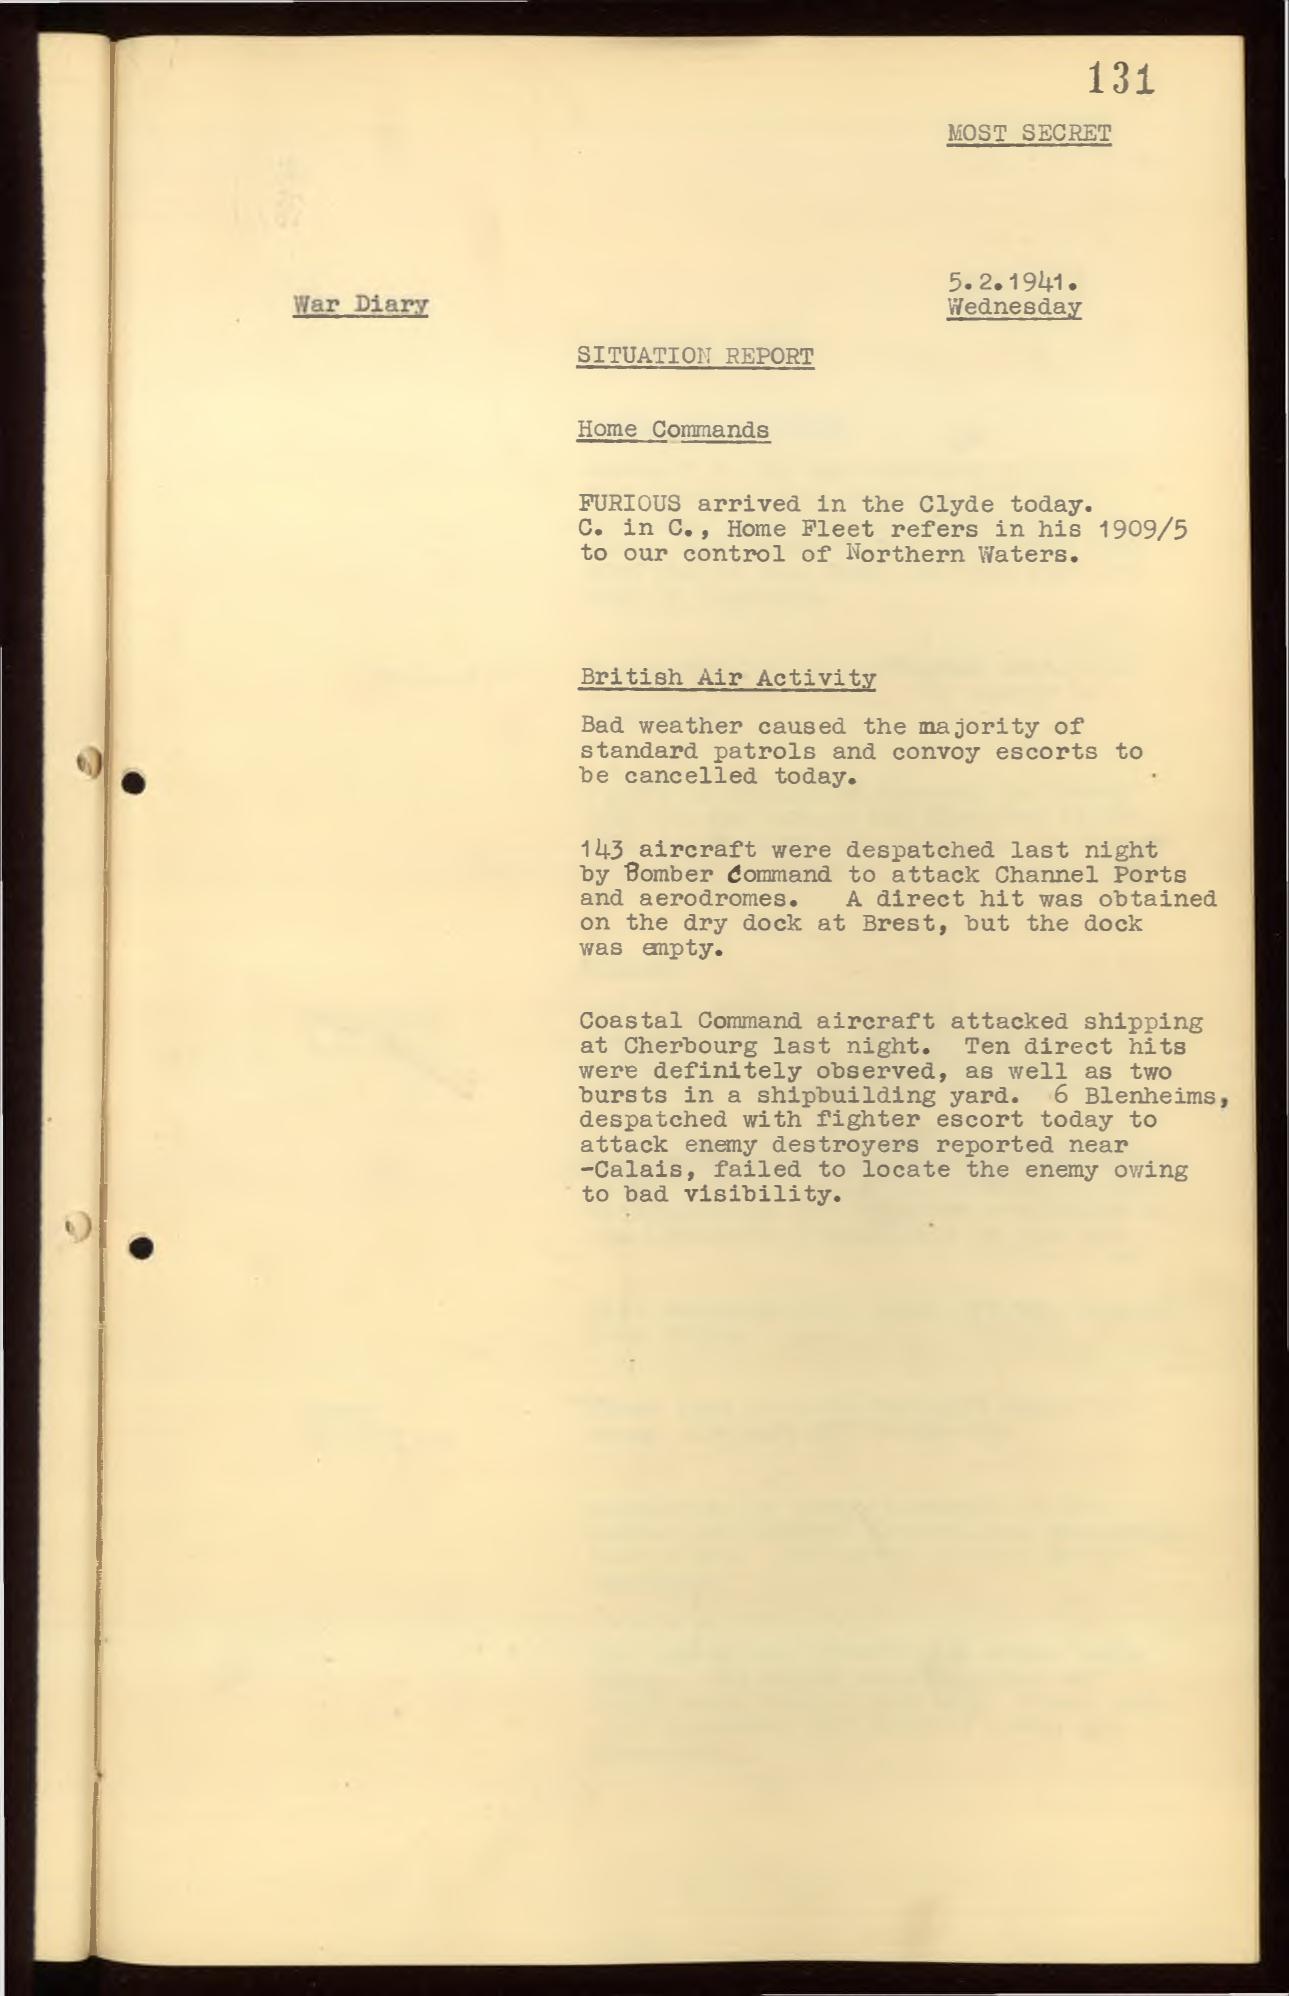 131
MOST SECRET
5.2.1941.
War Diary
Wednesday
SITUATION REPORT
Home Commands
FURIOUS arrived in the Clyde today.
C. in C., Home Fleet refers in his 1909/5
to our control of Northern Waters.
British Air Activity
Bad weather caused the majority of
standard patrols and convoy escorts to
be cancelled today.
143 aircraft were despatched last night
by Bomber Command to attack Channel Ports
and aerodromes. A direct hit was obtained
on the dry dock at Brest, but the dock
was empty.
Coastal Command aircraft attacked shipping
at Cherbourg last night. Ten direct hits
were definitely observed, as well as two
bursts in a shipbuilding yard. 6 Blenheims,
despatched with fighter escort today to
attack enemy destroyers reported near
-Calais, failed to locate the enemy owing
to bad visibility.